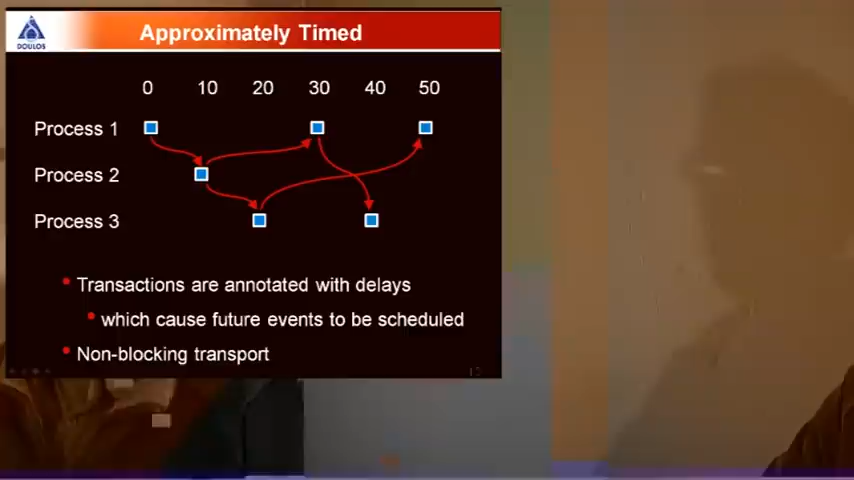 DOULOS
Approximately Timed
0 10 20 30 40 50
Process 1
Process 2
Process 3
• Transactions are annotated with delays
• which cause future events to be scheduled
• Non-blocking transport